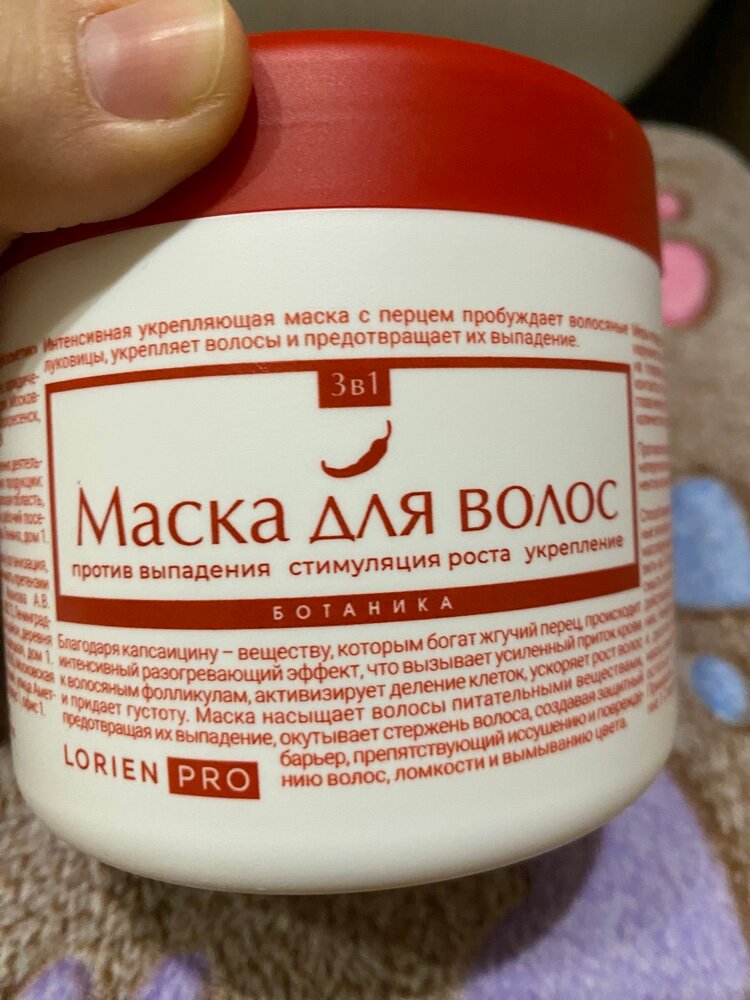 Интенсивная укрепляющая маска с перцем пробуждает волосяные
луковицы, укрепляет волосы и предотвращает их выпадение.
3в1
Маска для волос
против выпадения стимуляция роста укрепление
БОТАНИКА
Благодаря капсаицину – веществу, которым богат жгучий перец, происходит
интенсивный разогревающий эффект, что вызывает усиленный приток крови
к волосяным фолликулам, активизирует деление клеток, ускоряет рост волос
и придает густоту. Маска насыщает волосы питательными веществами,
предотвращая их выпадение, окутывает стержень волоса, создавая защитный
барьер, препятствующий иссушению и повреж-
нию волос, ломкости и вымыванию цвета.
LORIEN PRO